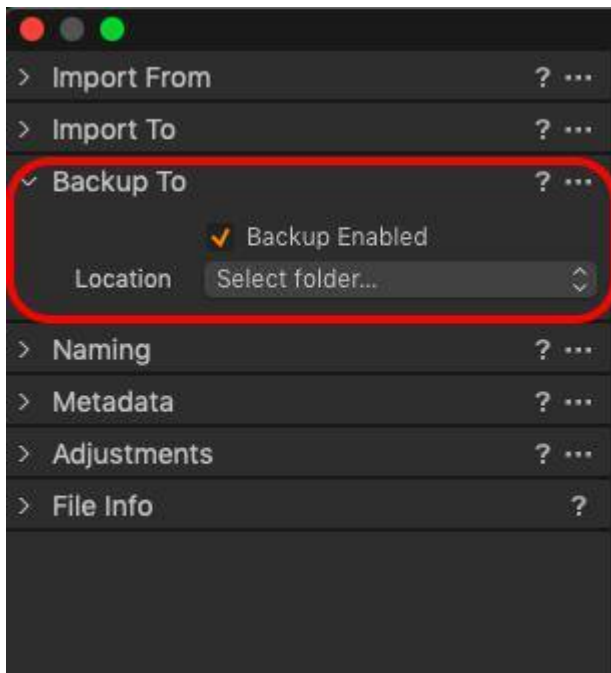 Import From ? ...
Import To ? ...
Backup To ? ...
Backup Enabled
Location Select folder...
Naming ? ...
Metadata ? ...
Adjustments ? ...
File Info ?